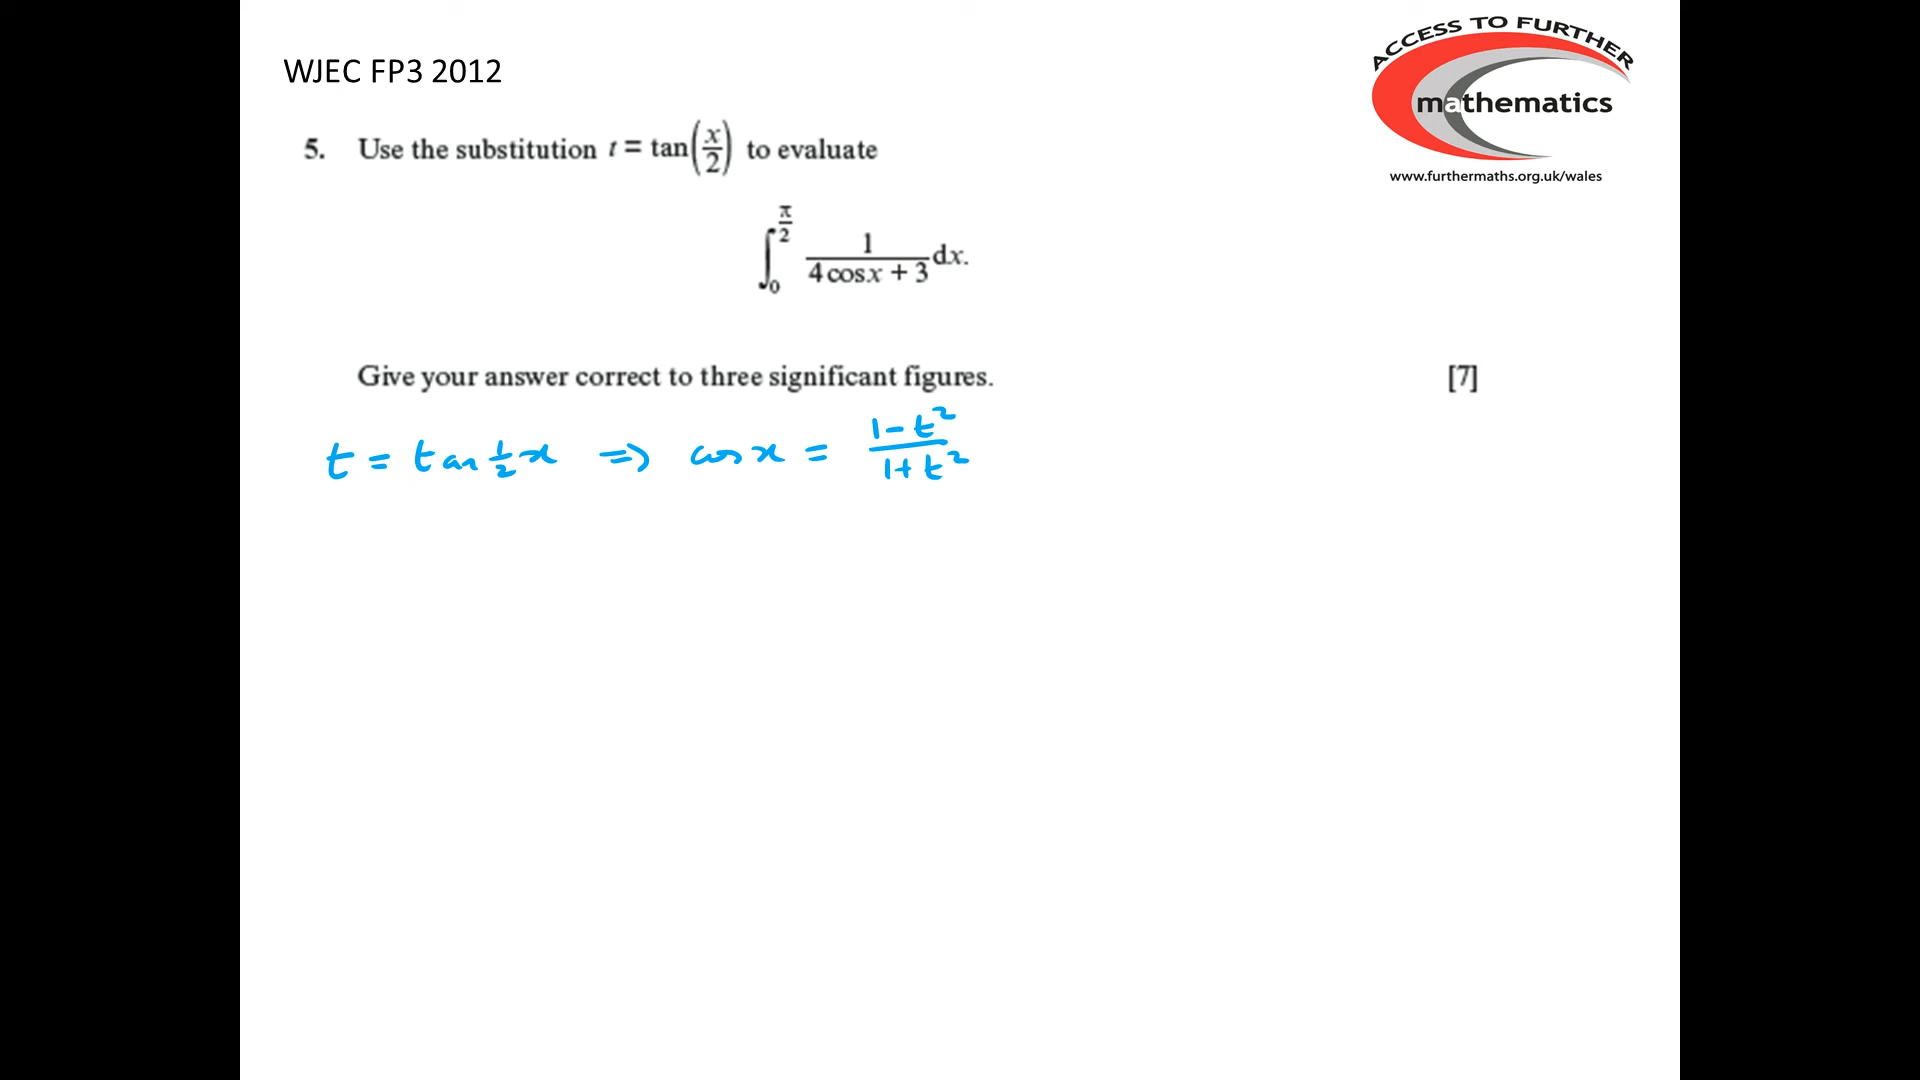 WJEC FP3 2012
ACCESS TO FURTHER
mathematics
www.furthermaths.org.uk/wales
5. Use the substitution t = tan(x/2) to evaluate
∫₀^(π/2) 1/(4cosx + 3) dx.
Give your answer correct to three significant figures. [7]
t = tan ½x ⇒ cos x = (1 - t²)/(1 + t²)